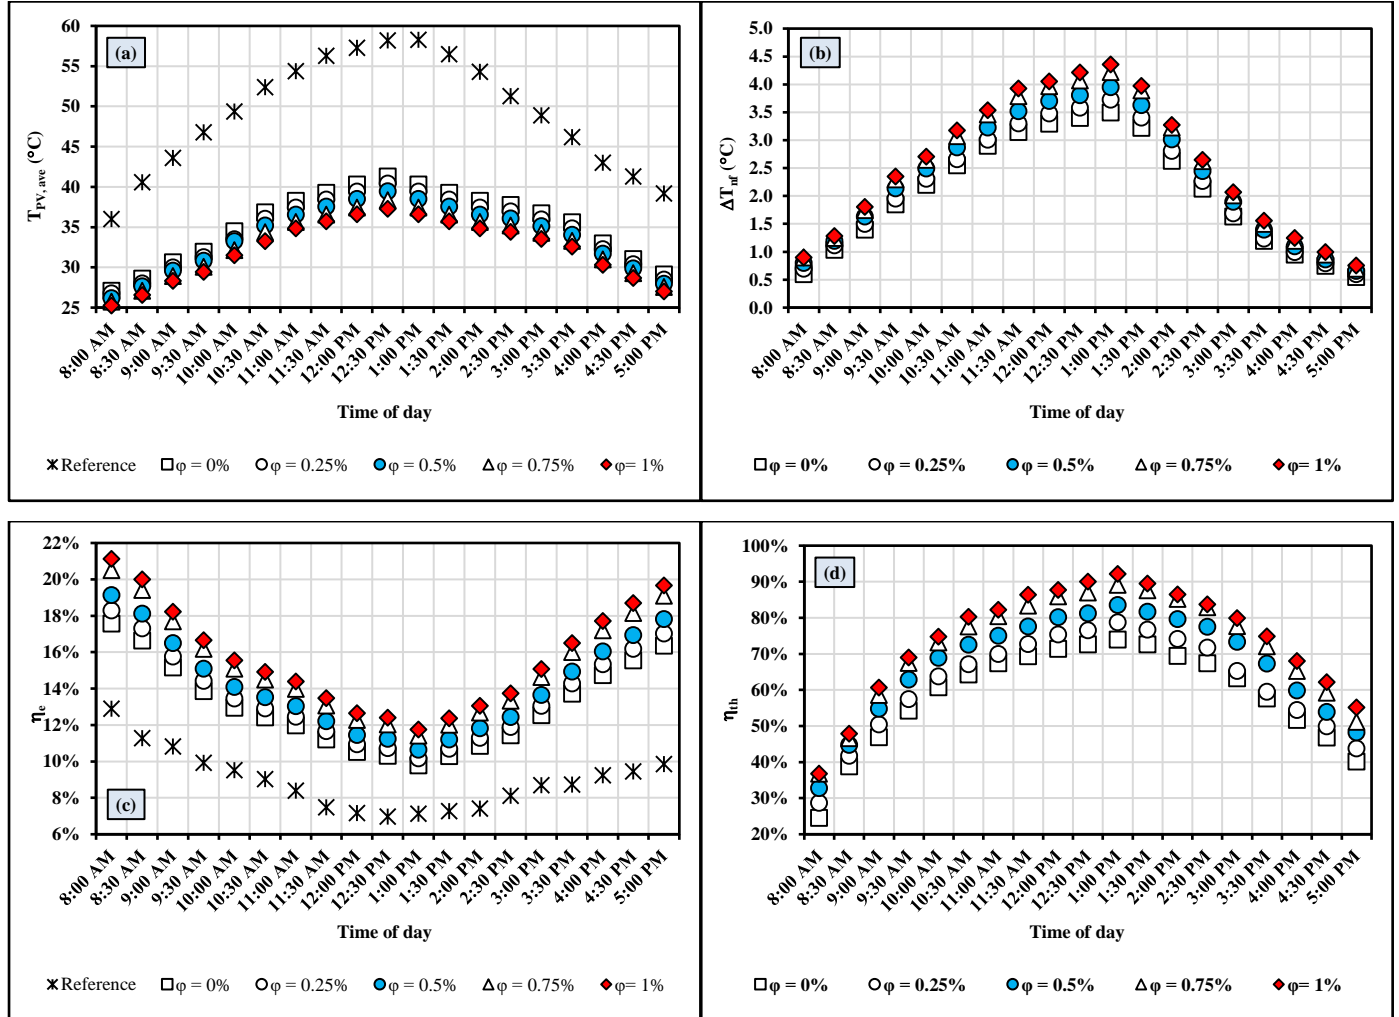 (a)
T_PV, ave (°C)
60
55
50
45
40
35
30
25
8:00 AM
8:30 AM
9:00 AM
9:30 AM
10:00 AM
10:30 AM
11:00 AM
11:30 AM
12:00 PM
12:30 PM
1:00 PM
1:30 PM
2:00 PM
2:30 PM
3:00 PM
3:30 PM
4:00 PM
4:30 PM
5:00 PM
Time of day
Reference φ = 0% φ = 0.25% φ = 0.5% φ = 0.75% φ= 1%
(b)
ΔT_nf (°C)
5.0
4.5
4.0
3.5
3.0
2.5
2.0
1.5
1.0
0.5
0.0
8:00 AM
8:30 AM
9:00 AM
9:30 AM
10:00 AM
10:30 AM
11:00 AM
11:30 AM
12:00 PM
12:30 PM
1:00 PM
1:30 PM
2:00 PM
2:30 PM
3:00 PM
3:30 PM
4:00 PM
4:30 PM
5:00 PM
Time of day
φ = 0% φ = 0.25% φ = 0.5% φ = 0.75% φ= 1%
(c)
η_le
22%
20%
18%
16%
14%
12%
10%
8%
6%
8:00 AM
8:30 AM
9:00 AM
9:30 AM
10:00 AM
10:30 AM
11:00 AM
11:30 AM
12:00 PM
12:30 PM
1:00 PM
1:30 PM
2:00 PM
2:30 PM
3:00 PM
3:30 PM
4:00 PM
4:30 PM
5:00 PM
Time of day
Reference φ = 0% φ = 0.25% φ = 0.5% φ = 0.75% φ= 1%
(d)
η_th
100%
90%
80%
70%
60%
50%
40%
30%
20%
8:00 AM
8:30 AM
9:00 AM
9:30 AM
10:00 AM
10:30 AM
11:00 AM
11:30 AM
12:00 PM
12:30 PM
1:00 PM
1:30 PM
2:00 PM
2:30 PM
3:00 PM
3:30 PM
4:00 PM
4:30 PM
5:00 PM
Time of day
φ = 0% φ = 0.25% φ = 0.5% φ = 0.75% φ= 1%